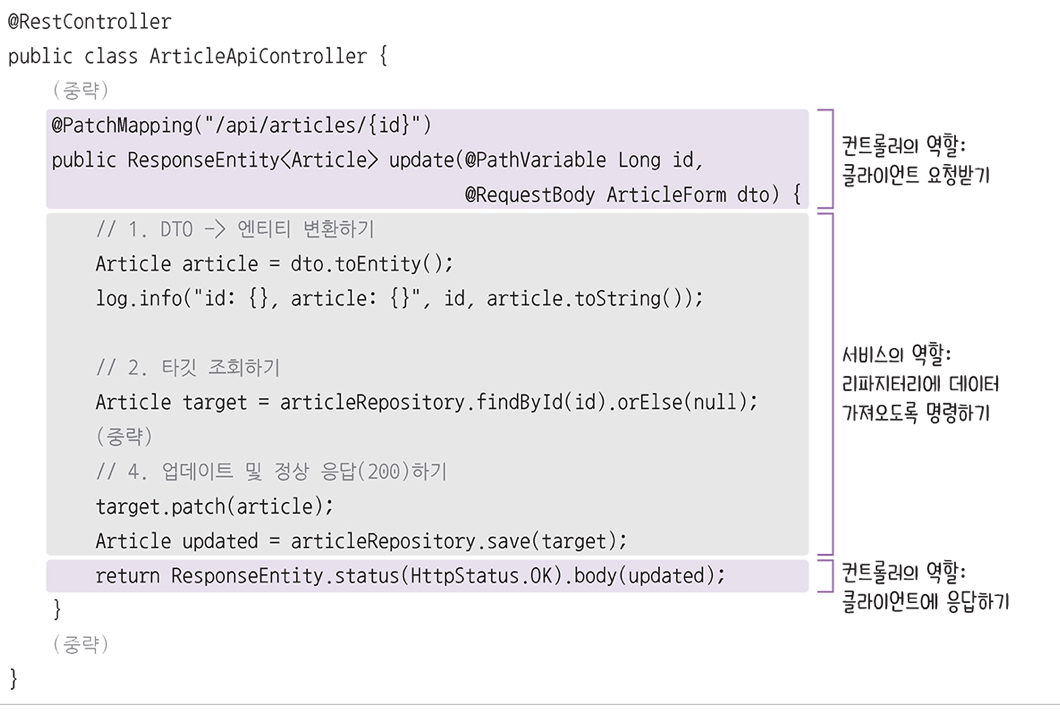 @RestController
public class ArticleApiController {
(중략)
@PatchMapping("/api/articles/{id}")
public ResponseEntity<Article> update(@PathVariable Long id,
@RequestBody ArticleForm dto) {
컨트롤러의 역할:
클라이언트 요청받기
// 1. DTO -> 엔티티 변환하기
Article article = dto.toEntity();
log.info("id: {}, article: {}", id, article.toString());
// 2. 타깃 조회하기
Article target = articleRepository.findById(id).orElse(null);
(중략)
// 4. 업데이트 및 정상 응답(200)하기
target.patch(article);
Article updated = articleRepository.save(target);
서비스의 역할:
리파지터리에 데이터
가져오도록 명령하기
return ResponseEntity.status(HttpStatus.OK).body(updated);
컨트롤러의 역할:
클라이언트에 응답하기
}
(중략)
}